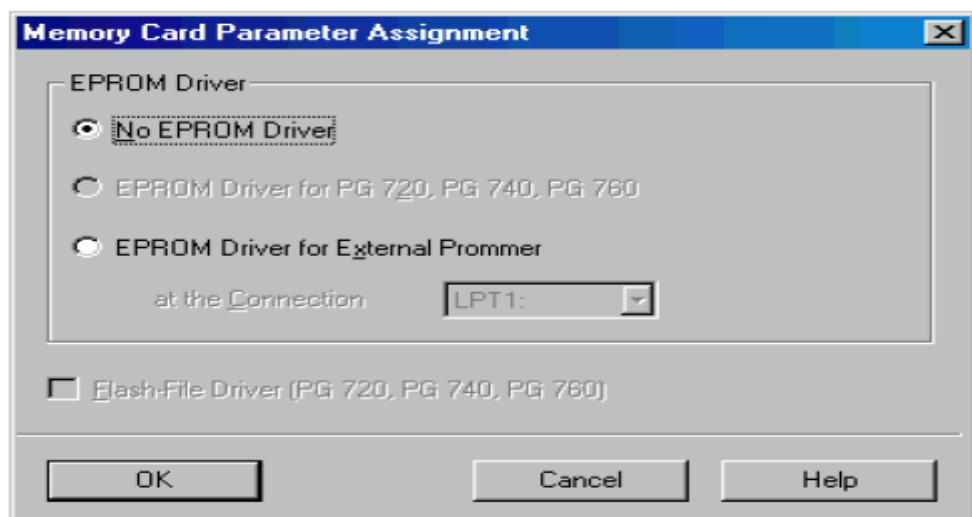 Memory Card Parameter Assignment
EPROM Driver
No EPROM Driver
EPROM Driver for PG 720, PG 740, PG 760
EPROM Driver for External Prommer
at the Connection LPT1:
Flash-File Driver (PG 720, PG 740, PG 760)
OK Cancel Help